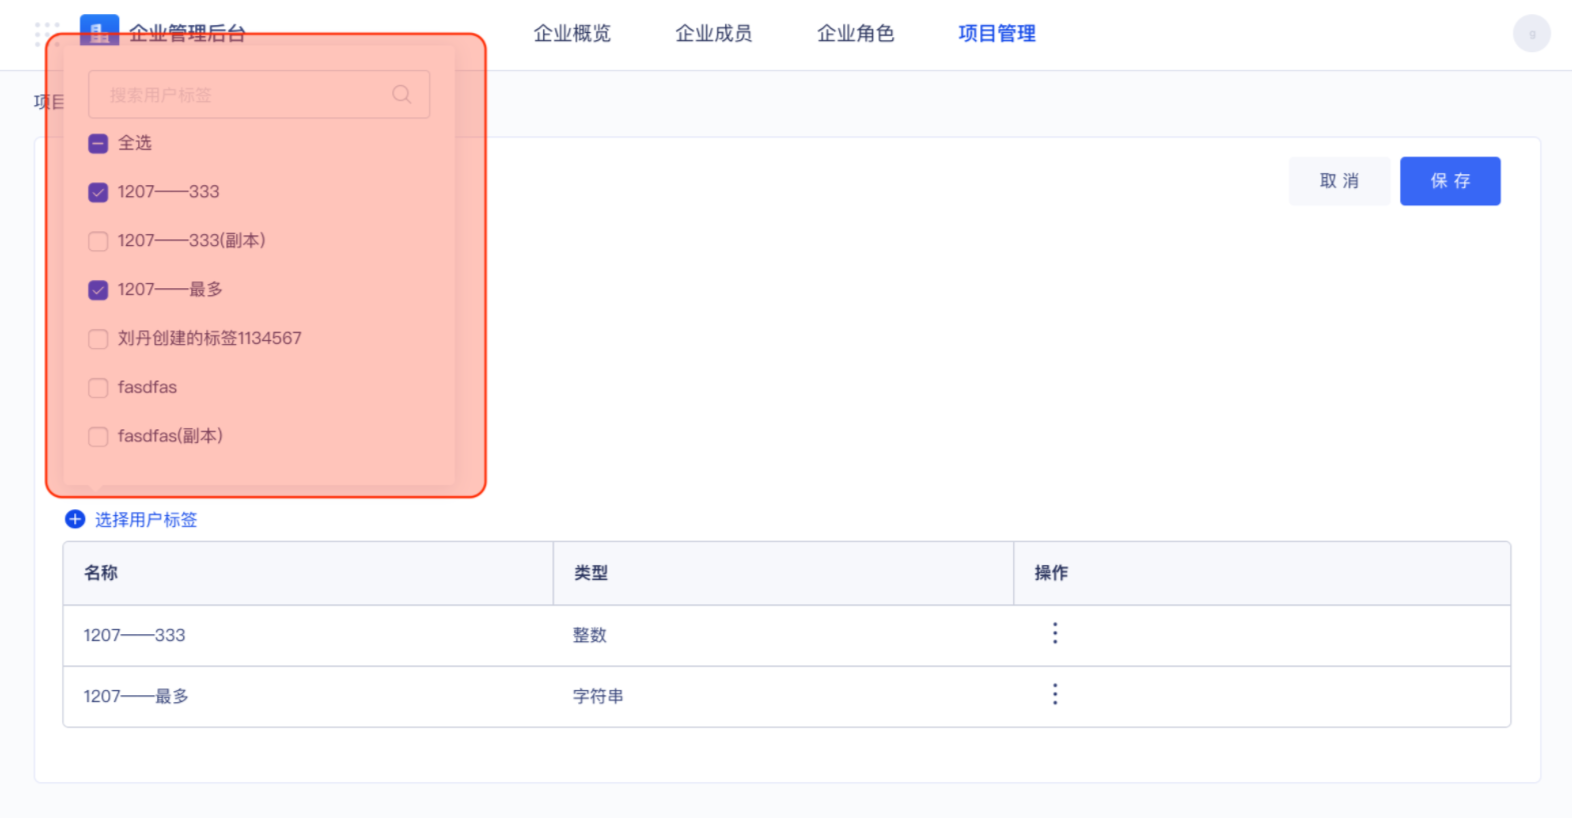 企业管理后台
企业概览
企业成员
企业角色
项目管理
g
项目
搜索用户标签
全选
1207——333
1207——333(副本)
1207——最多
刘丹创建的标签1134567
fasdfas
fasdfas(副本)
取消
保存
选择用户标签
名称 类型 操作
1207——333 整数
1207——最多 字符串